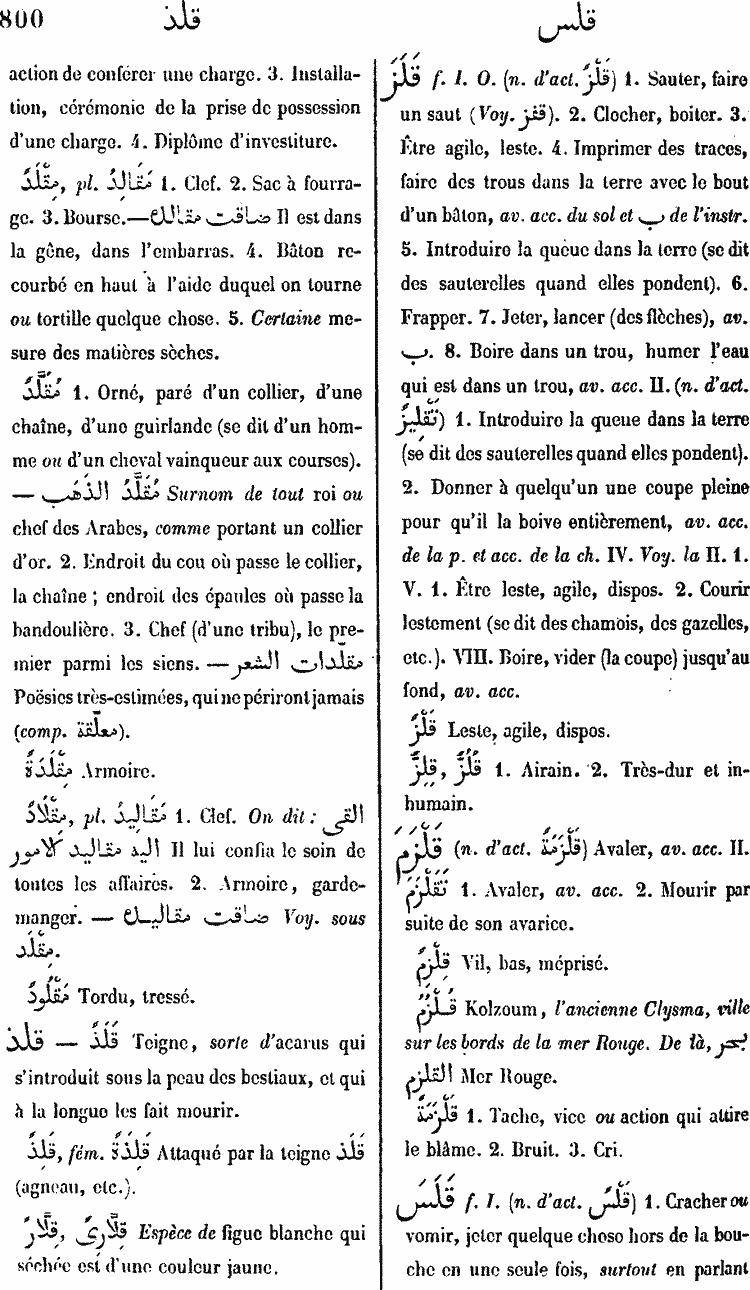 800
قلذ
قلس
action de conférer une charge. 3. Installa-
tion, cérémonie de la prise de possession
d'une charge. 4. Diplôme d'investiture.
مِقْلَدٌ, pl. مَقَالِدُ 1. Clef. 2. Sac à fourra-
ge. 3. Bourse.—ضاقت مقالك Il est dans
la gêne, dans l'embarras. 4. Bâton re-
courbé en haut à l'aide duquel on tourne
ou tortille quelque chose. 5. Certaine me-
sure des matières sèches.
مُقَلَّدٌ 1. Orné, paré d'un collier, d'une
chaîne, d'une guirlande (se dit d'un hom-
me ou d'un cheval vainqueur aux courses).
— مُقَلَّدُ الذَّهَب Surnom de tout roi ou
chef des Arabes, comme portant un collier
d'or. 2. Endroit du cou où passe le collier,
la chaîne ; endroit des épaules où passe la
bandoulière. 3. Chef (d'une tribu), le pre-
mier parmi les siens. — مقلّدات الشعر
Poësies très-estimées, qui ne périront jamais
(comp. معلّقة).
مِقْلَدَةٌ Armoire.
مِقْلَادٌ, pl. مَقَالِيدُ 1. Clef. On dit : القى
اليه مقاليد الامور Il lui confia le soin de
toutes les affaires. 2. Armoire, garde-
manger. — ضاقت مقاليك Voy. sous
مِقْلَد.
مَقْلُودٌ Tordu, tressé.
قلذ — قَلَذٌ Teigne, sorte d'acarus qui
s'introduit sous la peau des bestiaux, et qui
à la longue les fait mourir.
قَلِذٌ, fém. قَلِذَةٌ Attaqué par la teigne قَلَذ
(agneau, etc.).
قِلَّارٌ, قِلَّارِىٌّ Espèce de figue blanche qui
séchée est d'une couleur jaune.
قَلَزَ f. I. O. (n. d'act. قَلْزٌ) 1. Sauter, faire
un saut (Voy. قفز). 2. Clocher, boiter. 3.
Être agile, leste. 4. Imprimer des traces,
faire des trous dans la terre avec le bout
d'un bâton, av. acc. du sol et ب de l'instr.
5. Introduire la queue dans la terre (se dit
des sauterelles quand elles pondent). 6.
Frapper. 7. Jeter, lancer (des flèches), av.
ب. 8. Boire dans un trou, humer l'eau
qui est dans un trou, av. acc. II. (n. d'act.
تَقْلِيزٌ) 1. Introduire la queue dans la terre
(se dit des sauterelles quand elles pondent).
2. Donner à quelqu'un une coupe pleine
pour qu'il la boive entièrement, av. acc.
de la p. et acc. de la ch. IV. Voy. la II. 1.
V. 1. Être leste, agile, dispos. 2. Courir
lestement (se dit des chamois, des gazelles,
etc.). VIII. Boire, vider (la coupe) jusqu'au
fond, av. acc.
قَلْزٌ Leste, agile, dispos.
قُلُزٌّ, قِلِزٌّ 1. Airain. 2. Très-dur et in-
humain.
قَلْزَمَ (n. d'act. قَلْزَمَةٌ) Avaler, av. acc. II.
تَقَلْزَمَ 1. Avaler, av. acc. 2. Mourir par
suite de son avarice.
قِلْزِمٌ Vil, bas, méprisé.
قُلْزُمٌ Kolzoum, l'ancienne Clysma, ville
sur les bords de la mer Rouge. De là, بحر
القلزم Mer Rouge.
قَلْزَمَةٌ 1. Tache, vice ou action qui attire
le blâme. 2. Bruit. 3. Cri.
قَلَسَ f. I. (n. d'act. قَلْسٌ) 1. Cracher ou
vomir, jeter quelque chose hors de la bou-
che en une seule fois, surtout en parlant